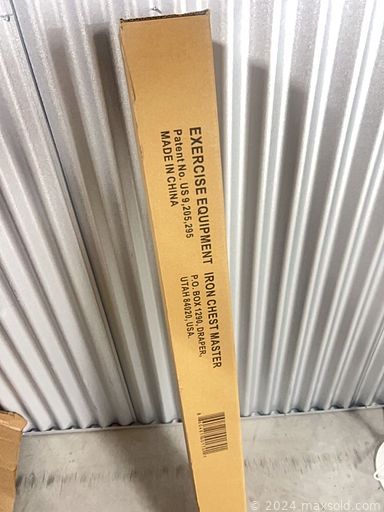 EXERCISE EQUIPMENT
Patent No. US 9,205,295
MADE IN CHINA
IRON CHEST MASTER
P.O. BOX 1290, DRAPER,
UTAH 84020, USA.
© 2024 maxsold.com